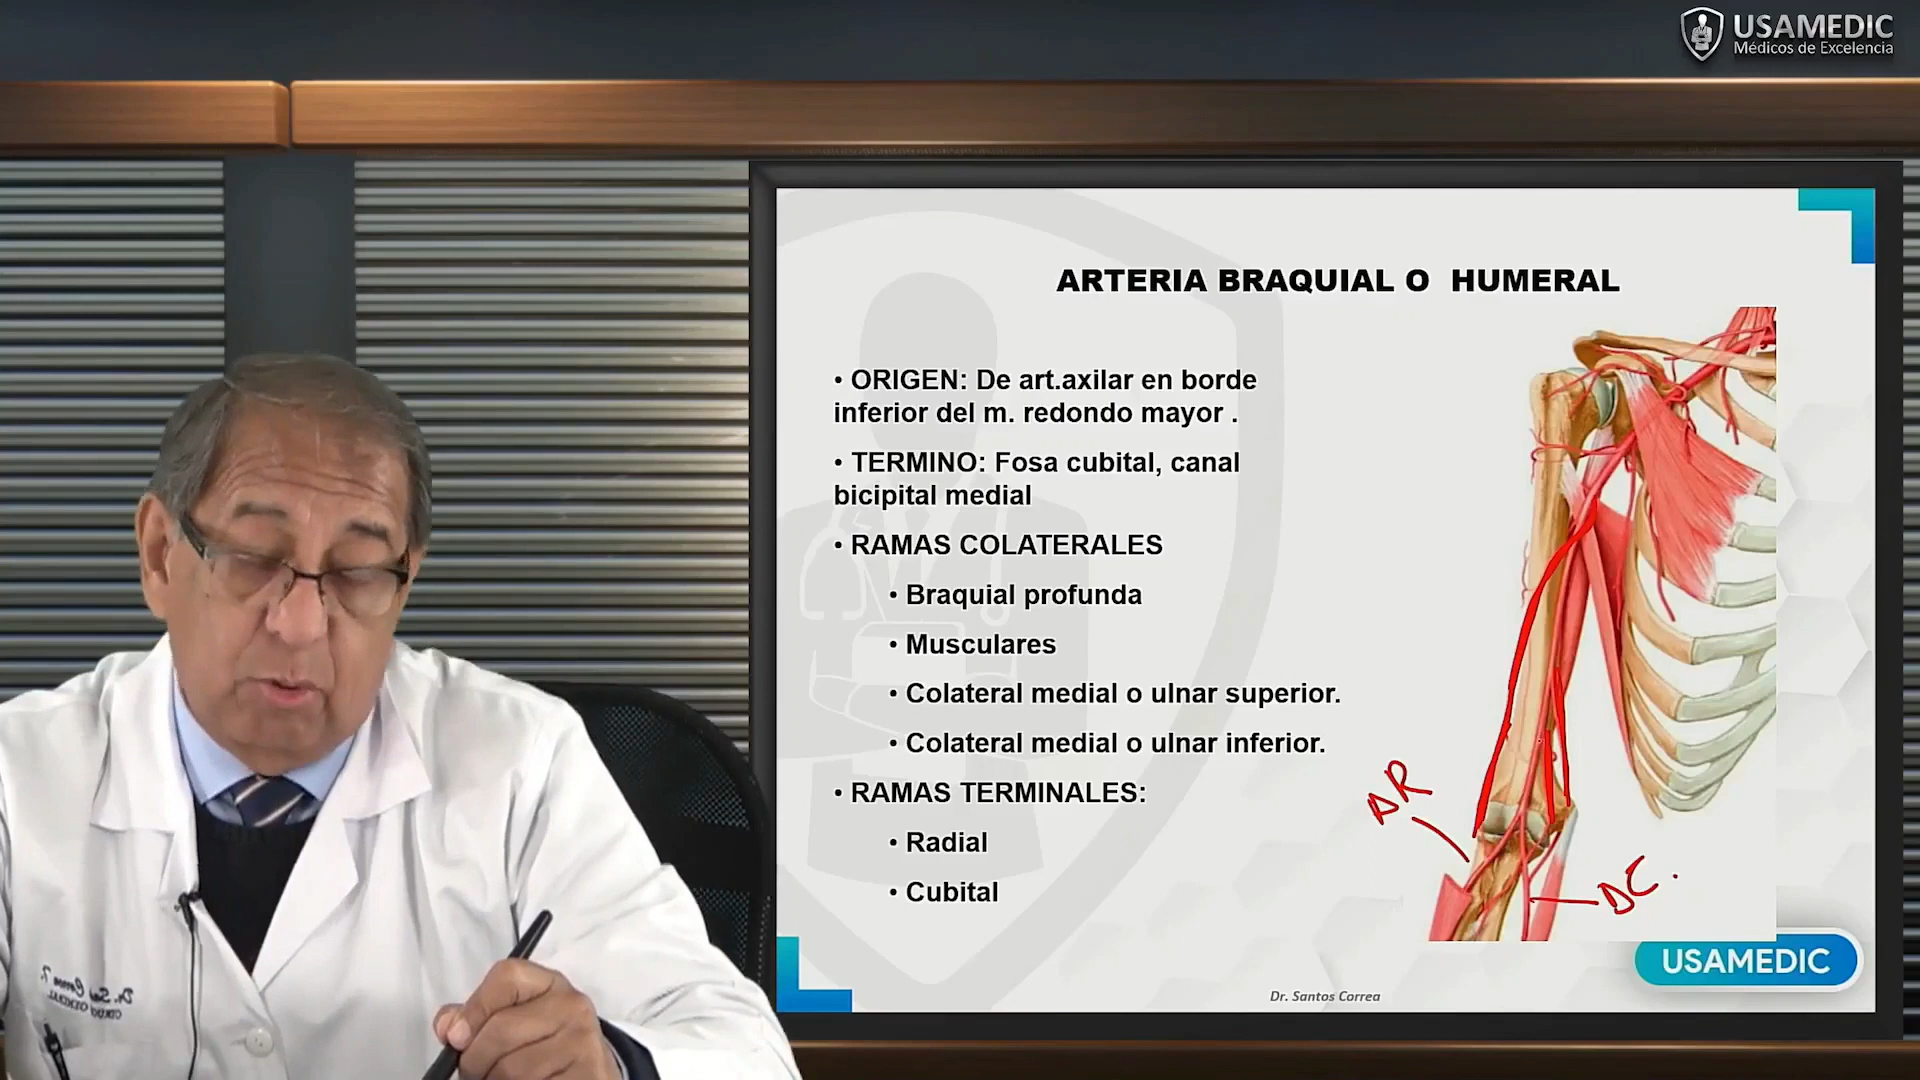 USAMEDIC
Médicos de Excelencia
ARTERIA BRAQUIAL O HUMERAL
• ORIGEN: De art.axilar en borde
inferior del m. redondo mayor .
• TERMINO: Fosa cubital, canal
bicipital medial
• RAMAS COLATERALES
• Braquial profunda
• Musculares
• Colateral medial o ulnar superior.
• Colateral medial o ulnar inferior.
• RAMAS TERMINALES:
• Radial
• Cubital
AR
AC.
USAMEDIC
Dr. Santos Correa